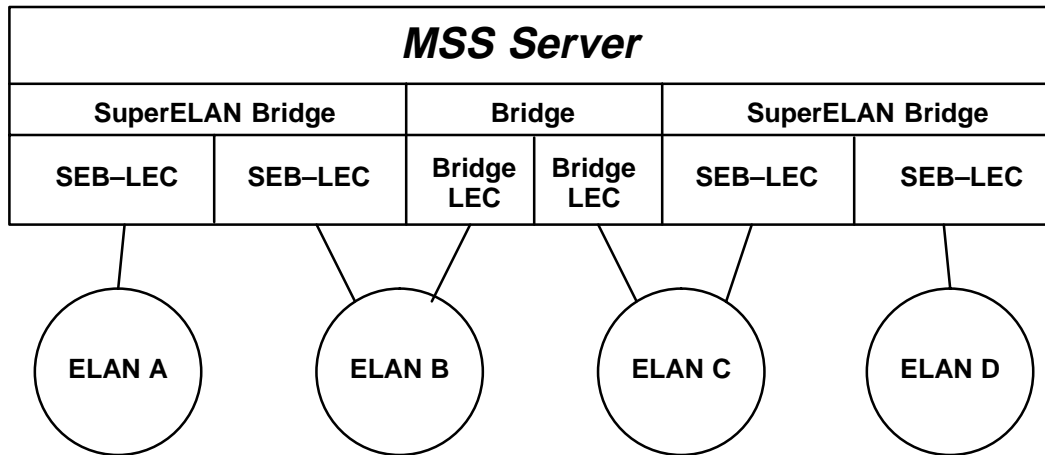 MSS Server
SuperELAN Bridge
Bridge
SuperELAN Bridge
SEB–LEC
SEB–LEC
Bridge
LEC
Bridge
LEC
SEB–LEC
SEB–LEC
ELAN A
ELAN B
ELAN C
ELAN D